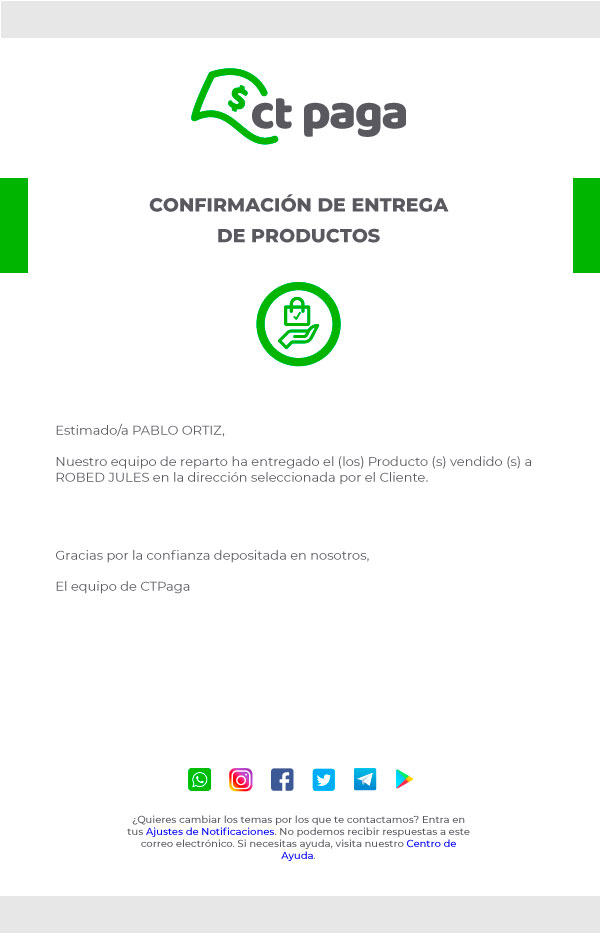 $ct paga
CONFIRMACIÓN DE ENTREGA
DE PRODUCTOS
Estimado/a PABLO ORTIZ,
Nuestro equipo de reparto ha entregado el (los) Producto (s) vendido (s) a
ROBED JULES en la dirección seleccionada por el Cliente.
Gracias por la confianza depositada en nosotros,
El equipo de CTPaga
¿Quieres cambiar los temas por los que te contactamos? Entra en
tus Ajustes de Notificaciones. No podemos recibir respuestas a este
correo electrónico. Si necesitas ayuda, visita nuestro Centro de
Ayuda.